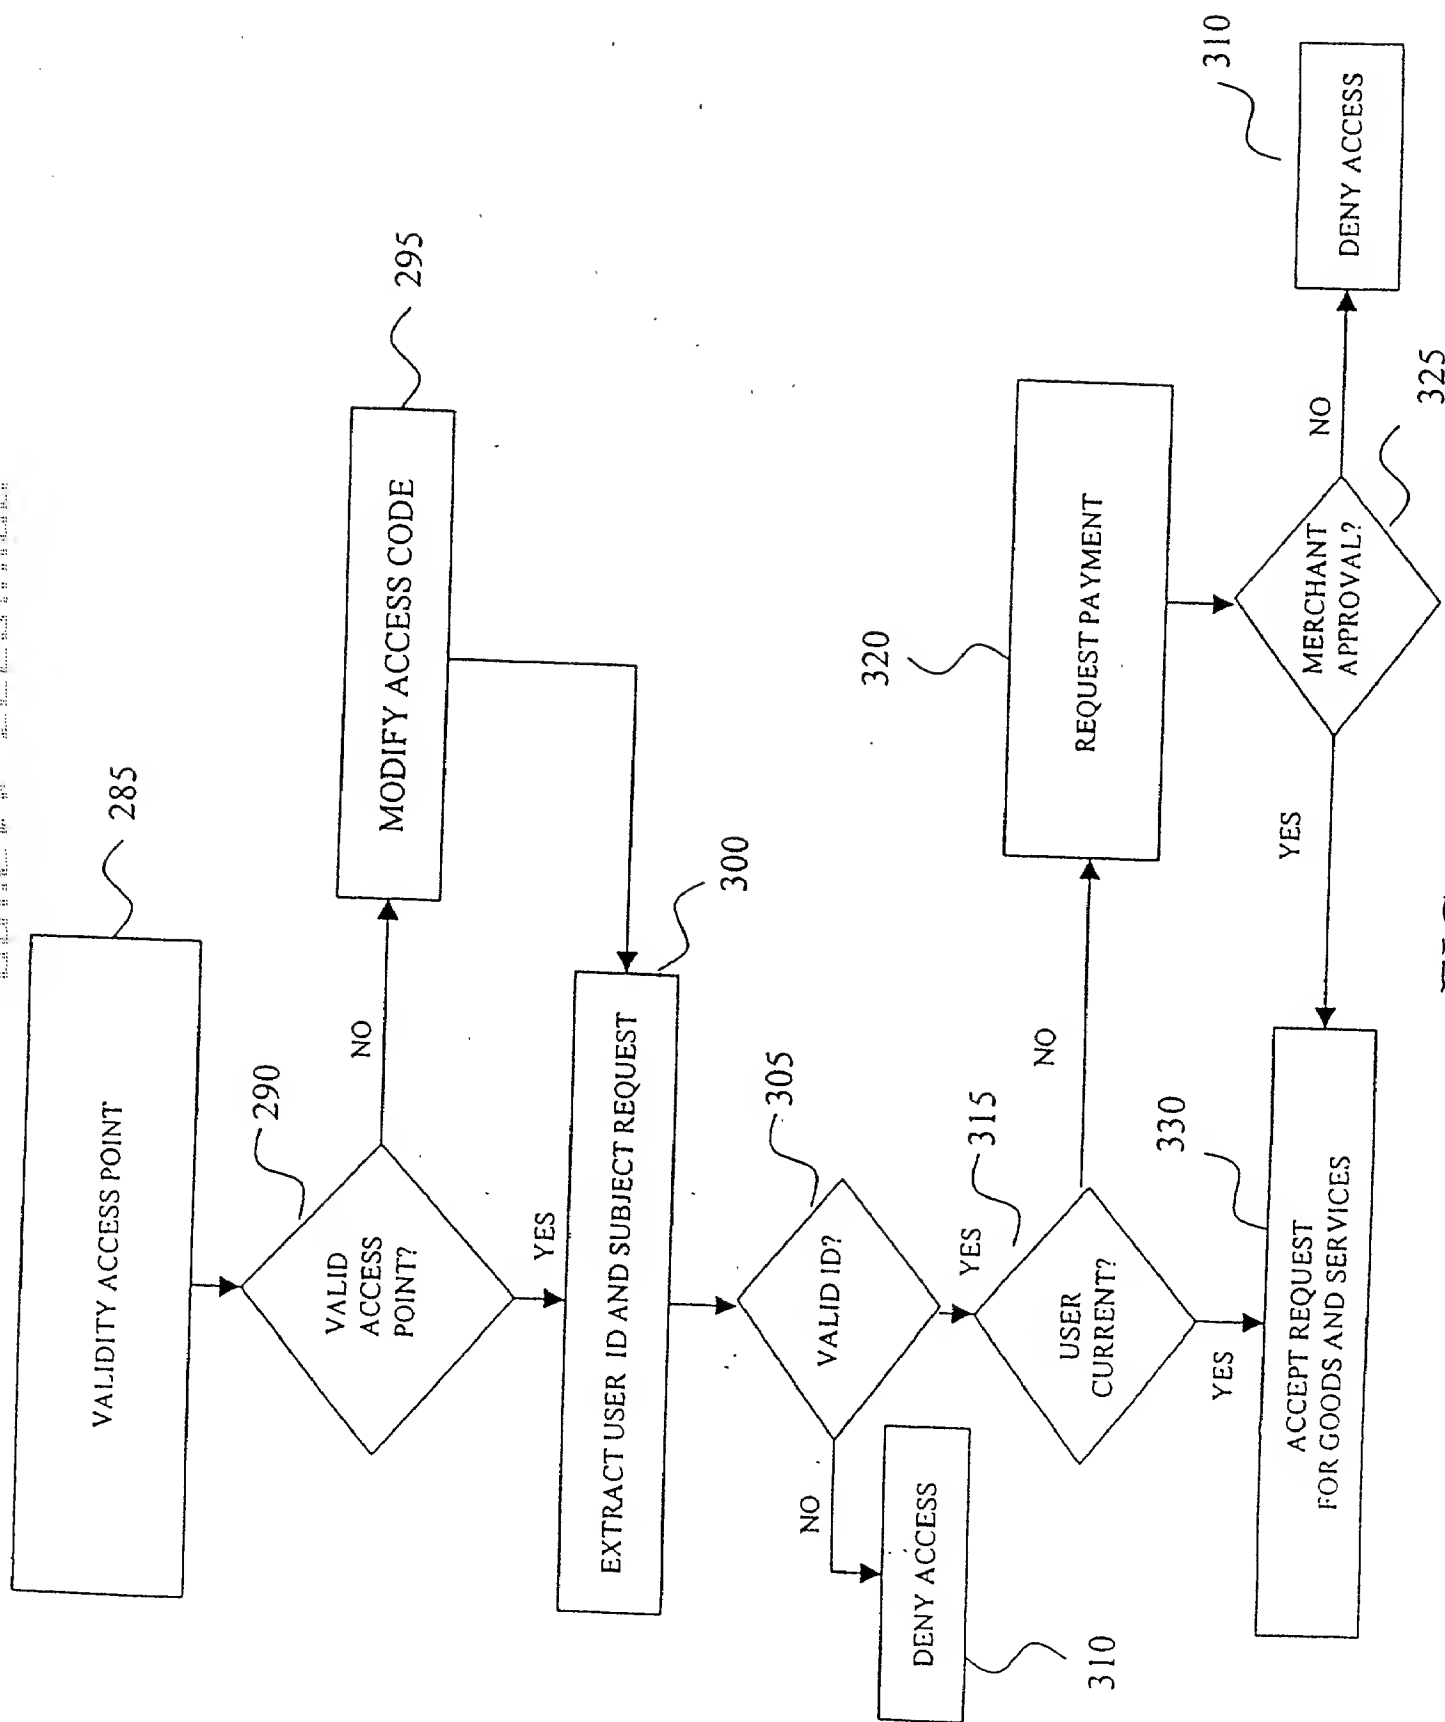 VALIDITY ACCESS POINT
285
VALID
ACCESS
POINT?
290
NO
MODIFY ACCESS CODE
295
YES
EXTRACT USER ID AND SUBJECT REQUEST
300
VALID ID?
305
NO
DENY ACCESS
310
YES
USER
CURRENT?
315
NO
REQUEST PAYMENT
320
YES
MERCHANT
APPROVAL?
325
NO
DENY ACCESS
310
YES
ACCEPT REQUEST
FOR GOODS AND SERVICES
330